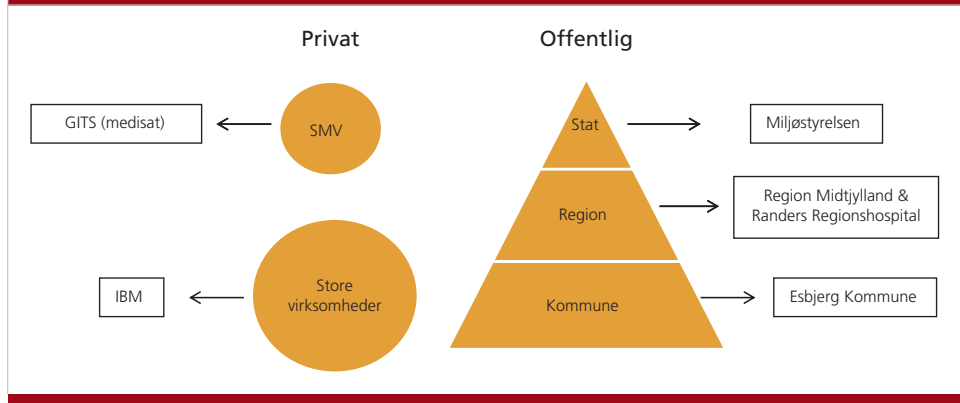 Privat
Offentlig
GITS (medisat)
SMV
Stat
Miljøstyrelsen
Region
Region Midtjylland &
Randers Regionshospital
IBM
Store
virksomheder
Kommune
Esbjerg Kommune